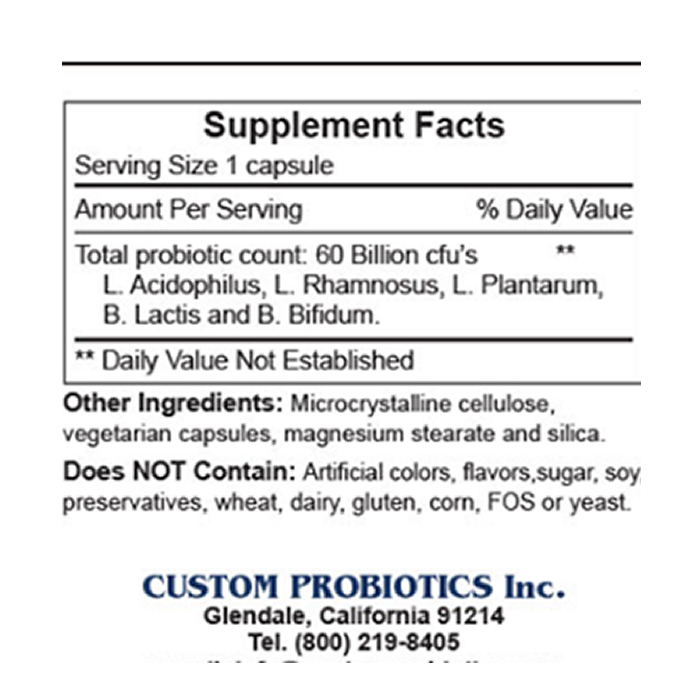 Supplement Facts
Serving Size 1 capsule
Amount Per Serving % Daily Value
Total probiotic count: 60 Billion cfu's **
L. Acidophilus, L. Rhamnosus, L. Plantarum,
B. Lactis and B. Bifidum.
** Daily Value Not Established
Other Ingredients: Microcrystalline cellulose,
vegetarian capsules, magnesium stearate and silica.
Does NOT Contain: Artificial colors, flavors,sugar, soy,
preservatives, wheat, dairy, gluten, corn, FOS or yeast.
CUSTOM PROBIOTICS Inc.
Glendale, California 91214
Tel. (800) 219-8405